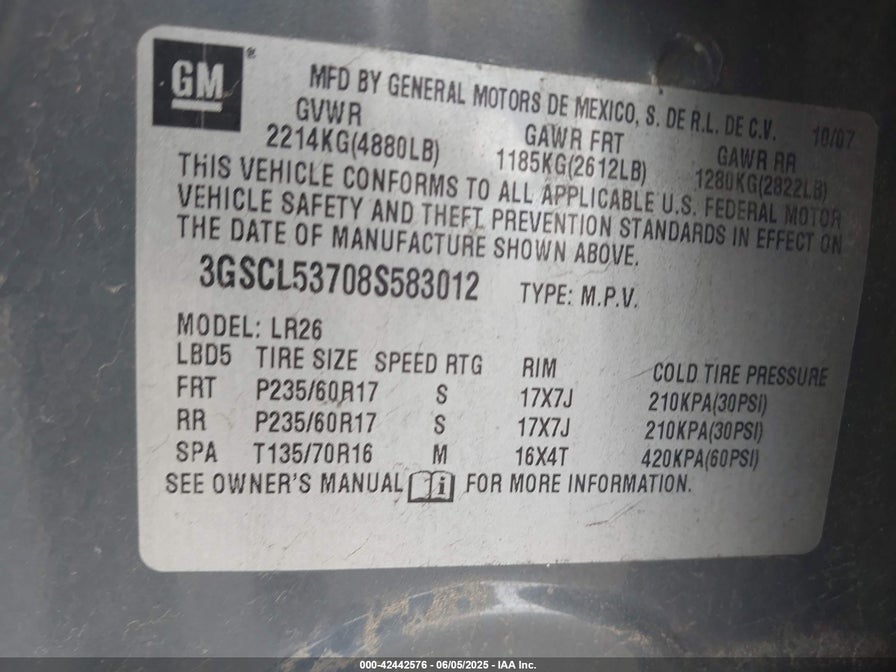 GM®
MFD BY GENERAL MOTORS DE MEXICO, S. DE R.L. DE C.V. 10/07
GVWR GAWR FRT GAWR RR
2214KG(4880LB) 1185KG(2612LB) 1280KG(2822LB)
THIS VEHICLE CONFORMS TO ALL APPLICABLE U.S. FEDERAL MOTOR
VEHICLE SAFETY AND THEFT PREVENTION STANDARDS IN EFFECT ON
THE DATE OF MANUFACTURE SHOWN ABOVE.
3GSCL53708S583012 TYPE: M.P.V.
MODEL: LR26
LBD5 TIRE SIZE SPEED RTG RIM COLD TIRE PRESSURE
FRT P235/60R17 S 17X7J 210KPA(30PSI)
RR P235/60R17 S 17X7J 210KPA(30PSI)
SPA T135/70R16 M 16X4T 420KPA(60PSI)
SEE OWNER'S MANUAL i FOR MORE INFORMATION.
000-42442576 - 06/05/2025 - IAA Inc.